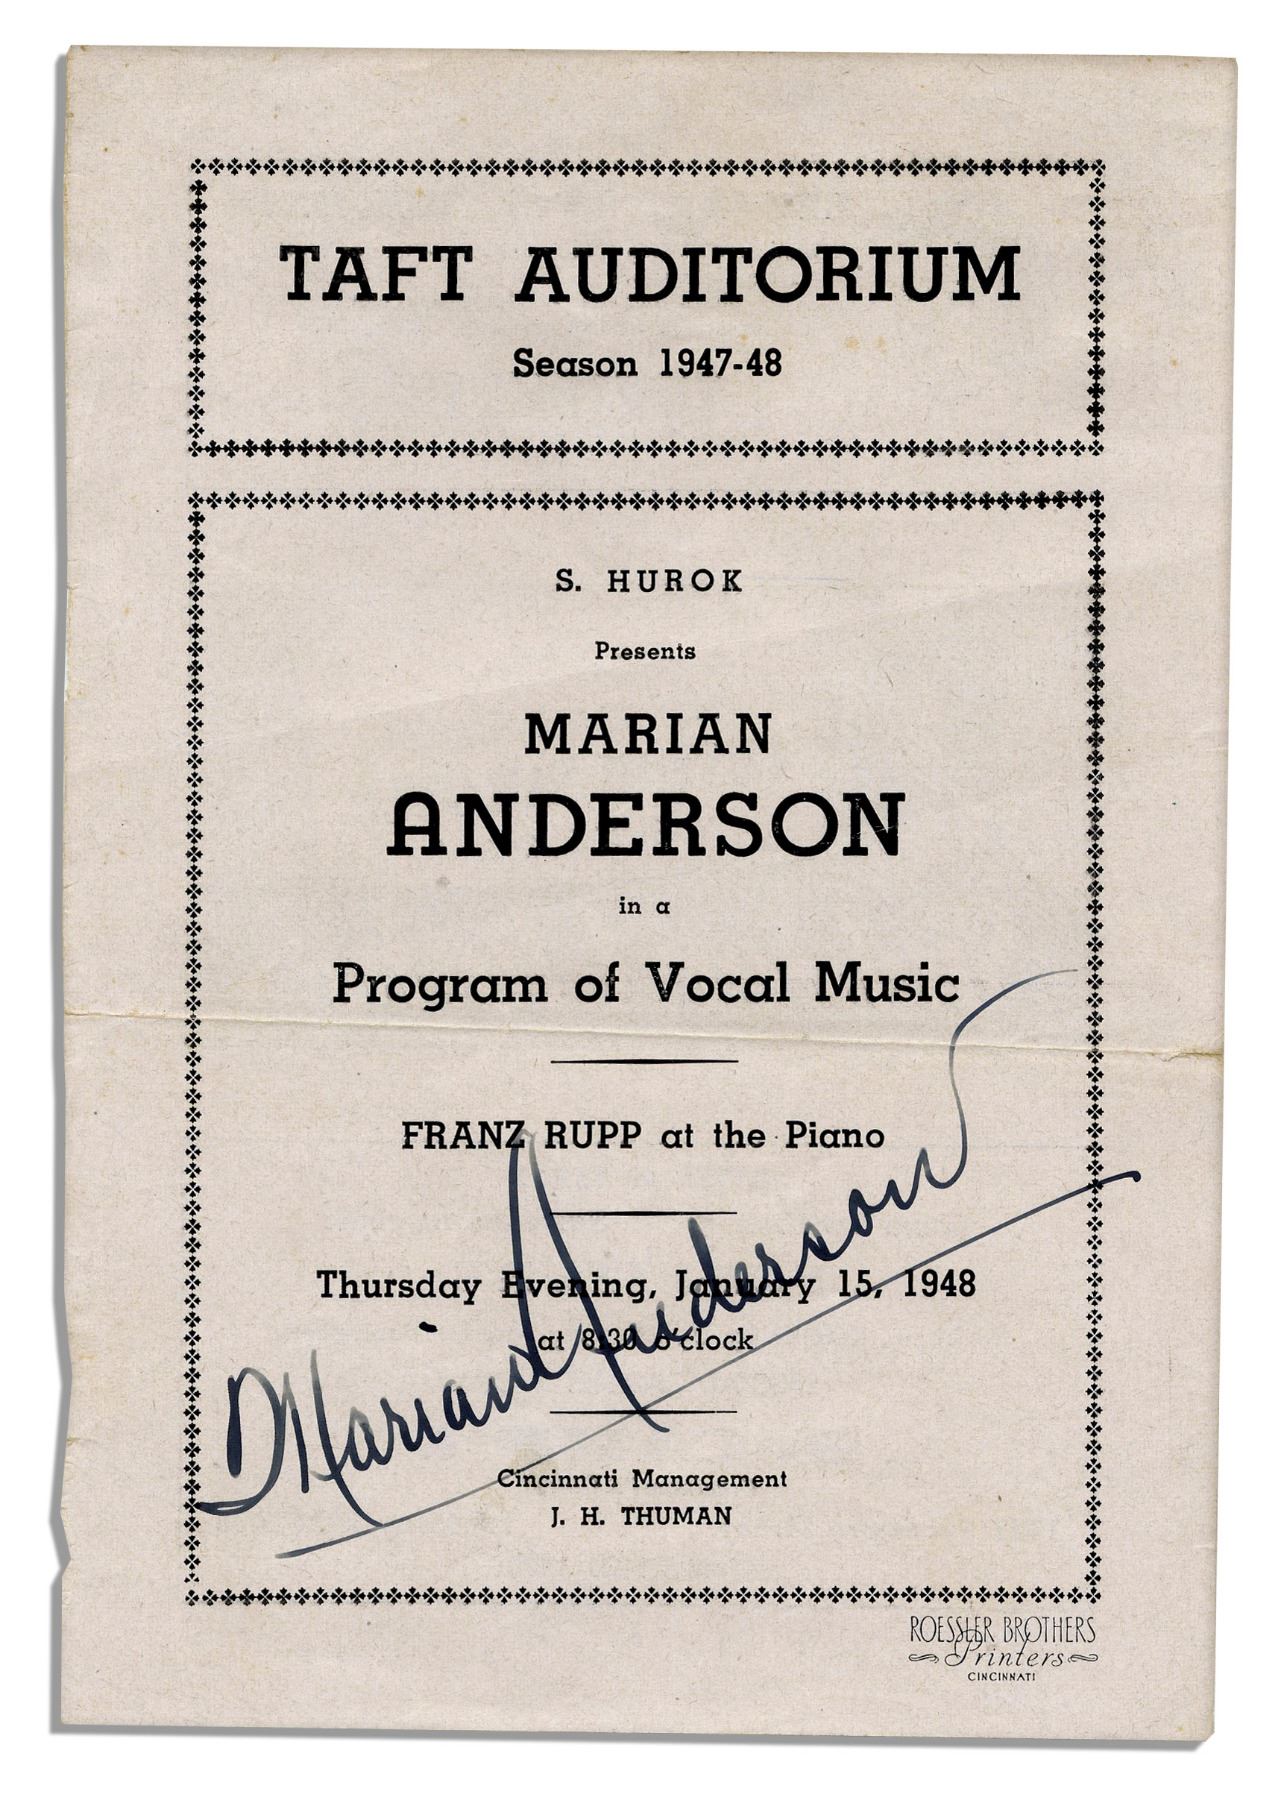 TAFT AUDITORIUM
Season 1947-48
S. HUROK
Presents
MARIAN
ANDERSON
in a
Program of Vocal Music
FRANZ RUPP at the Piano
Thursday Evening, January 15, 1948
at 8:30 o'clock
Marian Anderson
Cincinnati Management
J. H. THUMAN
ROESSLER BROTHERS
Printers
CINCINNATI